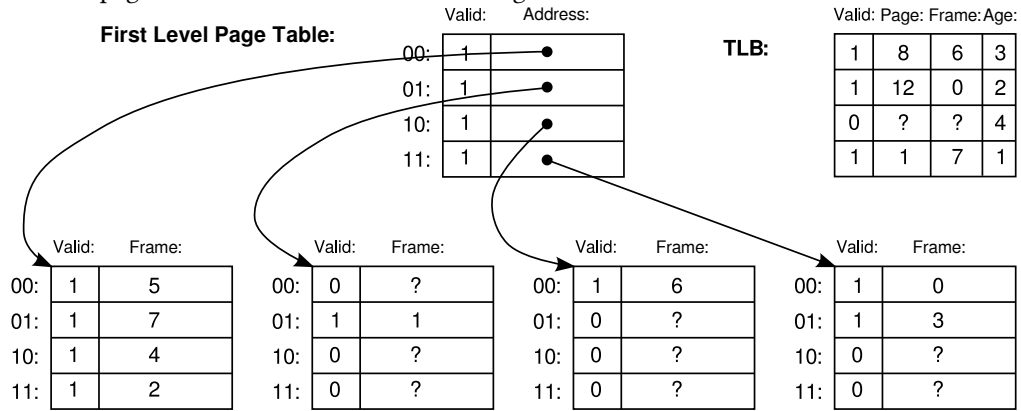 Valid: Address: Valid: Page: Frame: Age:
First Level Page Table: TLB:
00: 1 1 8 6 3
01: 1 1 12 0 2
10: 1 0 ? ? 4
11: 1 1 1 7 1
Valid: Frame: Valid: Frame: Valid: Frame: Valid: Frame:
00: 1 5 00: 0 ? 00: 1 6 00: 1 0
01: 1 7 01: 1 1 01: 0 ? 01: 1 3
10: 1 4 10: 0 ? 10: 0 ? 10: 0 ?
11: 1 2 11: 0 ? 11: 0 ? 11: 0 ?